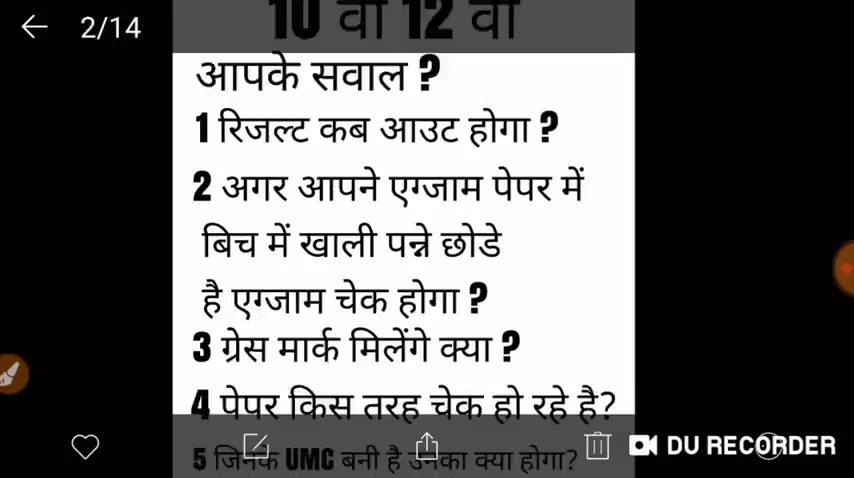 2/14
10 वी 12 वी
आपके सवाल ?
1 रिजल्ट कब आउट होगा ?
2 अगर आपने एग्जाम पेपर में
बिच में खाली पन्ने छोडे
है एग्जाम चेक होगा ?
3 ग्रेस मार्क मिलेंगे क्या ?
4 पेपर किस तरह चेक हो रहे है?
5 जिनके UMC बनी है उनका क्या होगा?
DU RECORDER